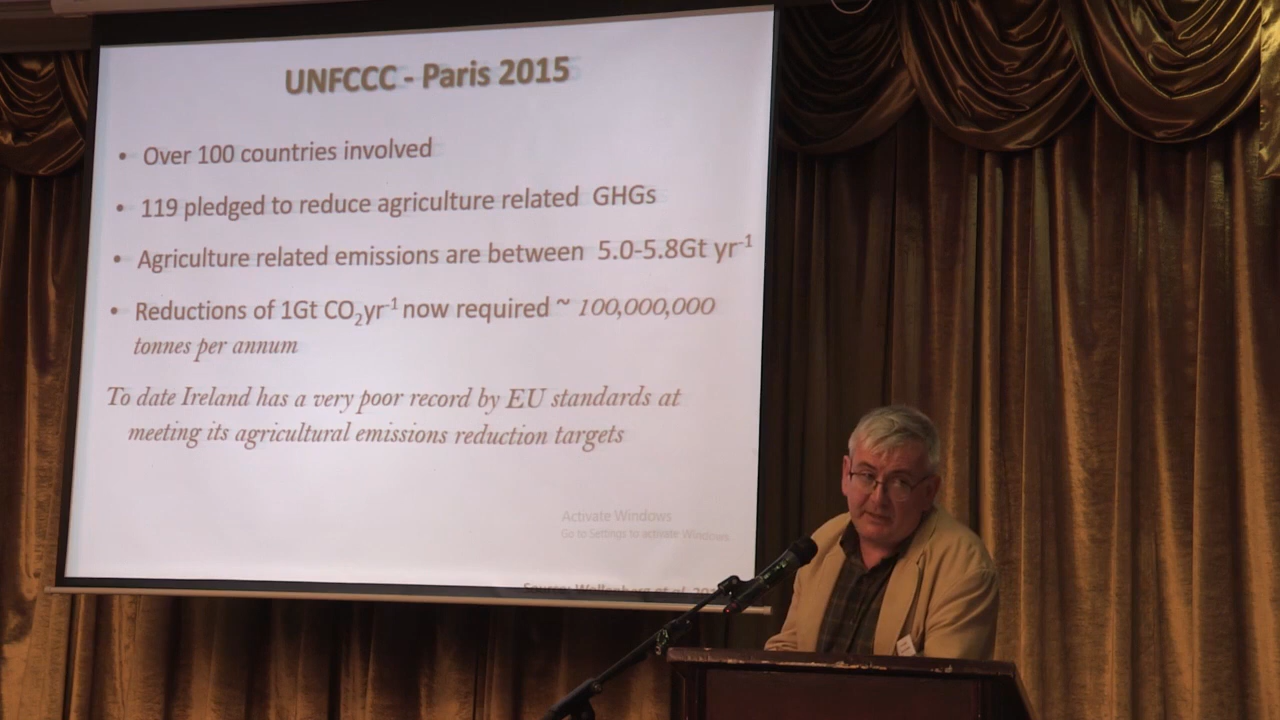 UNFCCC - Paris 2015
• Over 100 countries involved
• 119 pledged to reduce agriculture related GHGs
• Agriculture related emissions are between 5.0-5.8Gt yr-1
• Reductions of 1Gt CO2yr-1 now required ~ 100,000,000
tonnes per annum
To date Ireland has a very poor record by EU standards at
meeting its agricultural emissions reduction targets
Activate Windows
Go to Settings to activate Windows.